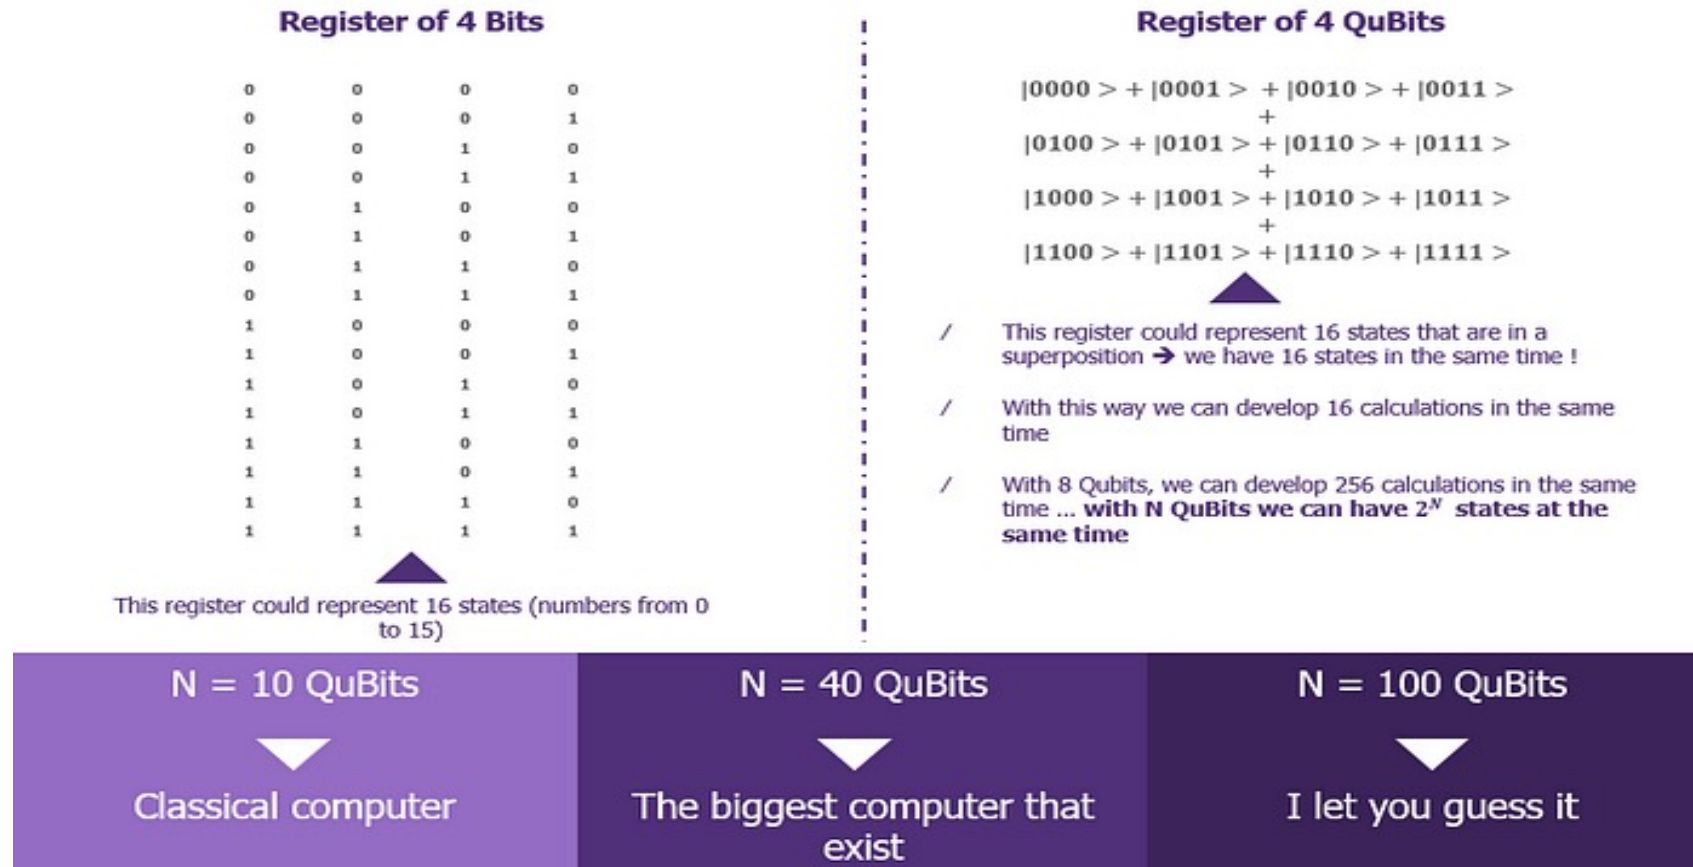 Register of 4 Bits
0 0 0 0
0 0 0 1
0 0 1 0
0 0 1 1
0 1 0 0
0 1 0 1
0 1 1 0
0 1 1 1
1 0 0 0
1 0 0 1
1 0 1 0
1 0 1 1
1 1 0 0
1 1 0 1
1 1 1 0
1 1 1 1
This register could represent 16 states (numbers from 0
to 15)
Register of 4 QuBits
|0000 > + |0001 > + |0010 > + |0011 >
+
|0100 > + |0101 > + |0110 > + |0111 >
+
|1000 > + |1001 > + |1010 > + |1011 >
+
|1100 > + |1101 > + |1110 > + |1111 >
/ This register could represent 16 states that are in a
superposition ➔ we have 16 states in the same time !
/ With this way we can develop 16 calculations in the same
time
/ With 8 Qubits, we can develop 256 calculations in the same
time ... with N QuBits we can have 2ᴺ states at the
same time
N = 10 QuBits
Classical computer
N = 40 QuBits
The biggest computer that
exist
N = 100 QuBits
I let you guess it